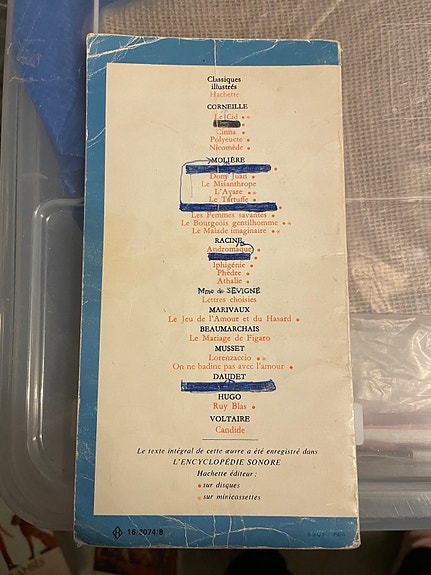 Classiques
illustrés
Hachette
CORNEILLE
Le Cid
Cinna
Polyeucte
Nicomède
MOLIÈRE
Dom Juan
Le Misanthrope
L'Avare
Le Tartuffe
Les Femmes savantes
Le Bourgeois gentilhomme
Le Malade imaginaire
RACINE
Andromaque
Iphigénie
Phèdre
Athalie
Mme de SÉVIGNÉ
Lettres choisies
MARIVAUX
Le Jeu de l'Amour et du Hasard
BEAUMARCHAIS
Le Mariage de Figaro
MUSSET
Lorenzaccio
On ne badine pas avec l'amour
DAUDET
HUGO
Ruy Blas
VOLTAIRE
Candide
Le texte intégral de cette œuvre a été enregistré dans
L'ENCYCLOPÉDIE SONORE
Hachette éditeur :
sur disques
sur minicassettes
H 16/3074/8